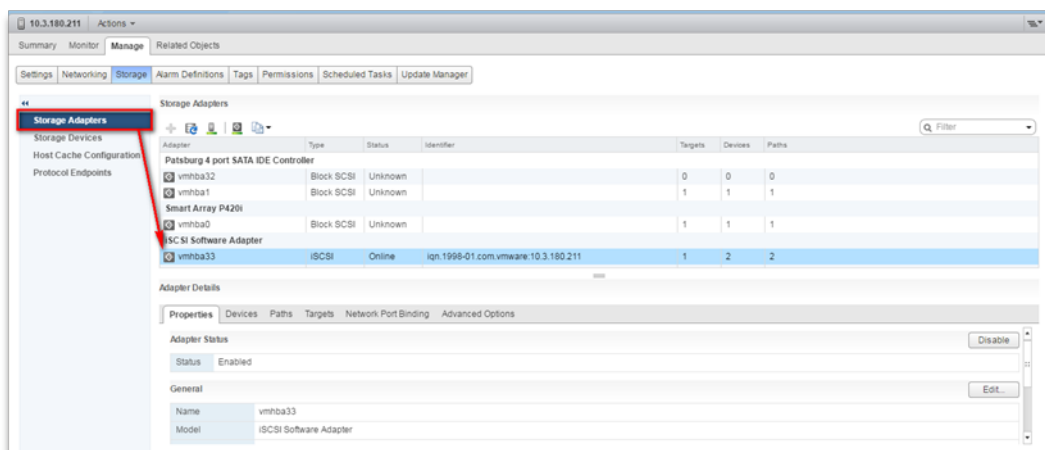 10.3.180.211 Actions
Summary Monitor Manage Related Objects
Settings Networking Storage Alarm Definitions Tags Permissions Scheduled Tasks Update Manager
Storage Adapters
Storage Devices
Host Cache Configuration
Protocol Endpoints
Storage Adapters
Filter
Adapter Type Status Identifier Targets Devices Paths
Patsburg 4 port SATA IDE Controller
vmhba32 Block SCSI Unknown 0 0 0
vmhba1 Block SCSI Unknown 1 1 1
Smart Array P420i
vmhba0 Block SCSI Unknown 1 1 1
iSCSI Software Adapter
vmhba33 iSCSI Online iqn.1998-01.com.vmware:10.3.180.211 1 2 2
Adapter Details
Properties Devices Paths Targets Network Port Binding Advanced Options
Adapter Status Disable
Status Enabled
General Edit...
Name vmhba33
Model iSCSI Software Adapter